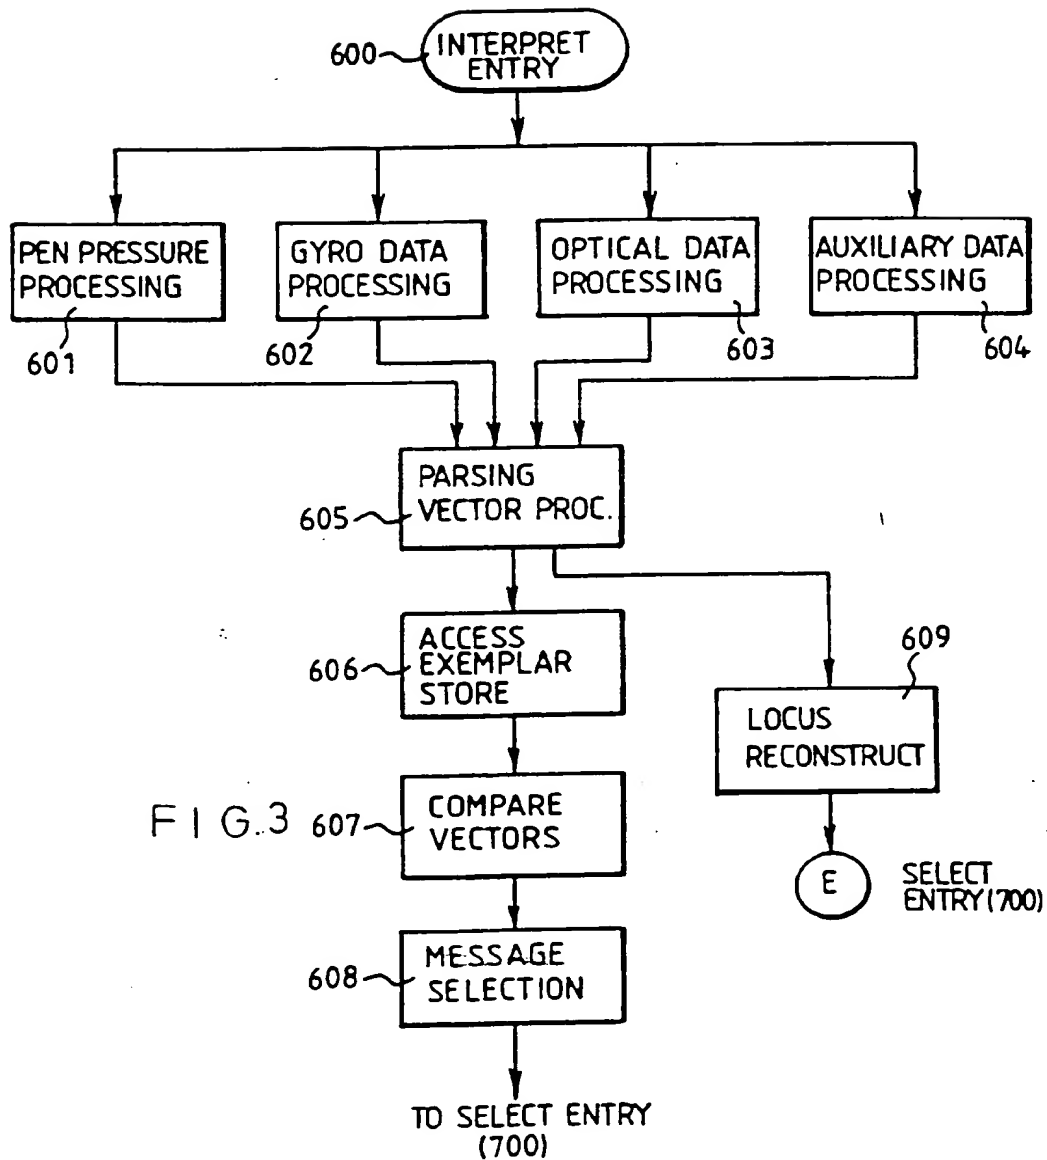 600
INTERPRET
ENTRY
PEN PRESSURE
PROCESSING
601
GYRO DATA
PROCESSING
602
OPTICAL DATA
PROCESSING
603
AUXILIARY DATA
PROCESSING
604
PARSING
VECTOR PROC.
605
ACCESS
EXEMPLAR
STORE
606
609
LOCUS
RECONSTRUCT
FIG.3
607
COMPARE
VECTORS
E
SELECT
ENTRY (700)
608
MESSAGE
SELECTION
TO SELECT ENTRY
(700)